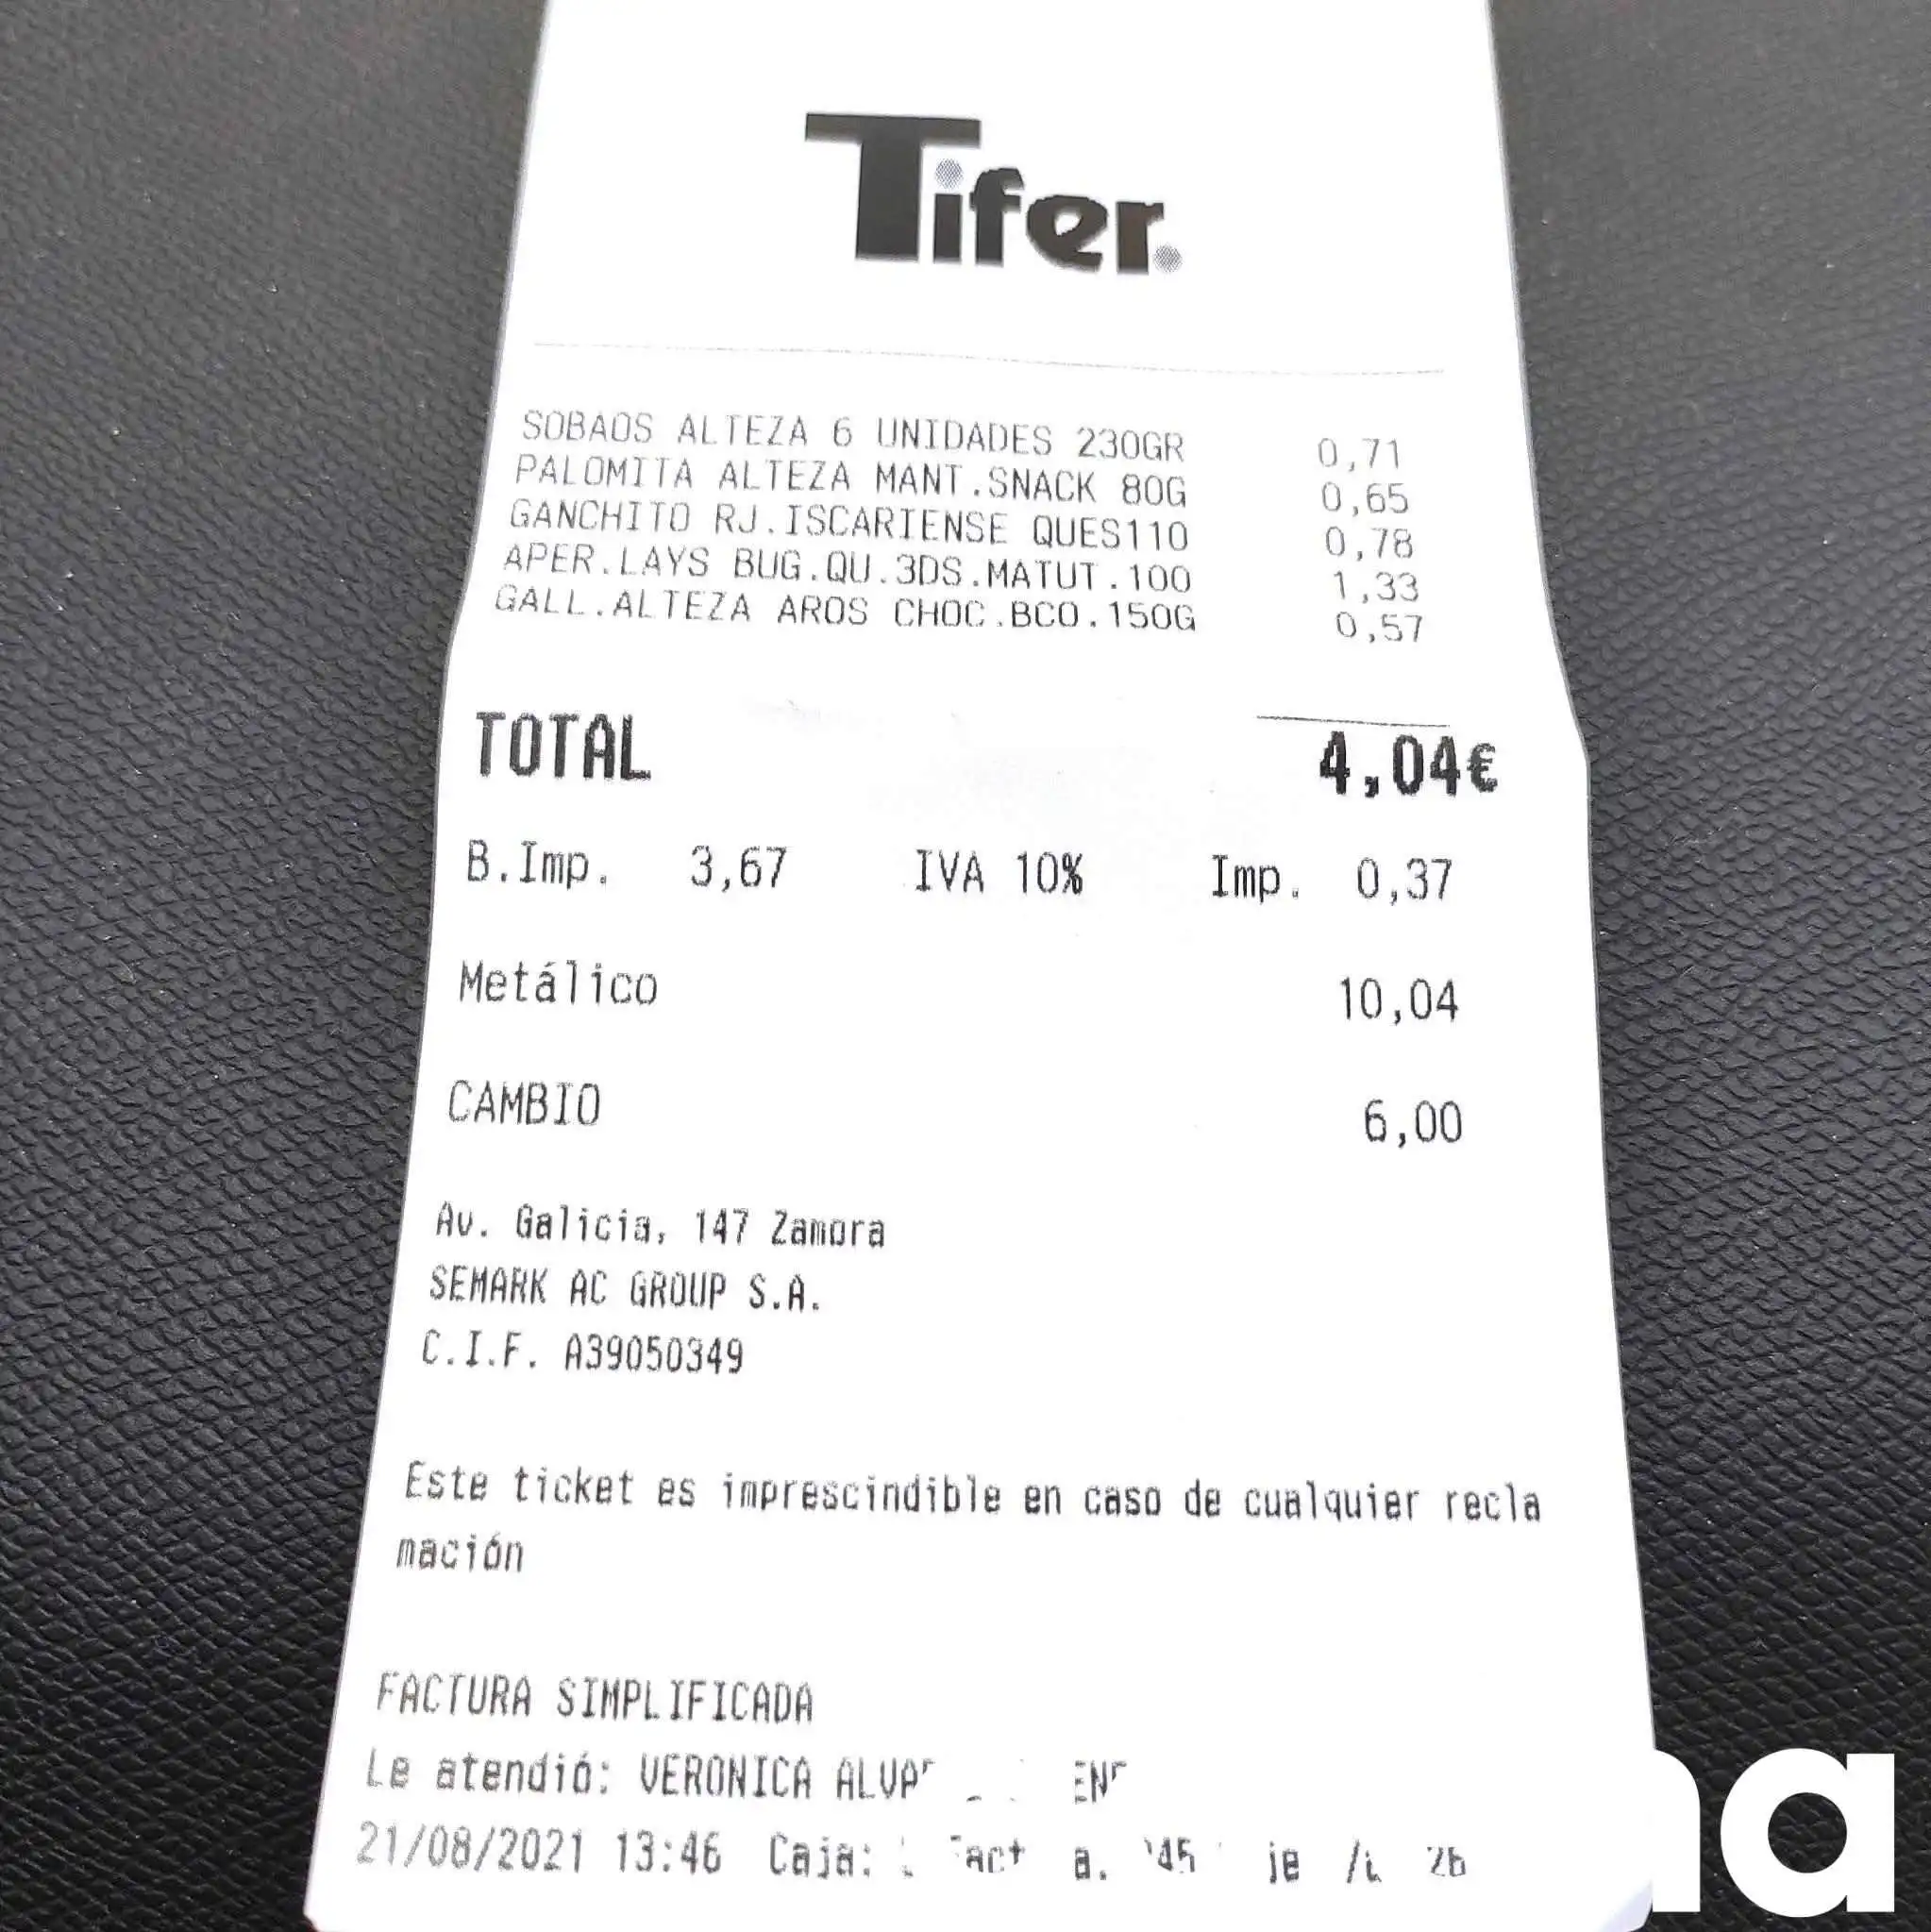 Tifer
SOBAOS ALTEZA 6 UNIDADES 230GR 0,71
PALOMITA ALTEZA MANT.SNACK 80G 0,65
GANCHITO RJ.ISCARIENSE QUES110 0,78
APER.LAYS BUG.QU.3DS.MATUT.100 1,33
GALL.ALTEZA AROS CHOC.BCO.150G 0,57
TOTAL 4,04€
B.Imp. 3,67 IVA 10% Imp. 0,37
Metálico 10,04
CAMBIO 6,00
Av. Galicia, 147 Zamora
SEMARK AC GROUP S.A.
C.I.F. A39050349
Este ticket es imprescindible en caso de cualquier recla
mación
FACTURA SIMPLIFICADA
Le atendió: VERONICA
21/08/2021 13:46 Caja: